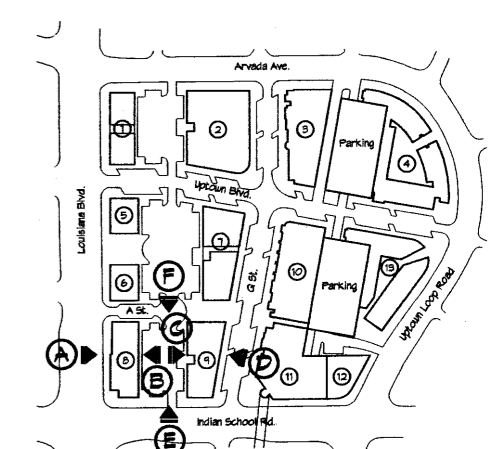 Arvada Ave.
1
2
3
Parking
4
Uptown Blvd.
Louisiana Blvd.
5
7
Q St.
10
13
6
F
Parking
Uptown Loop Road
A St.
C
A
8
9
D
B
11
12
Indian School Rd.
E